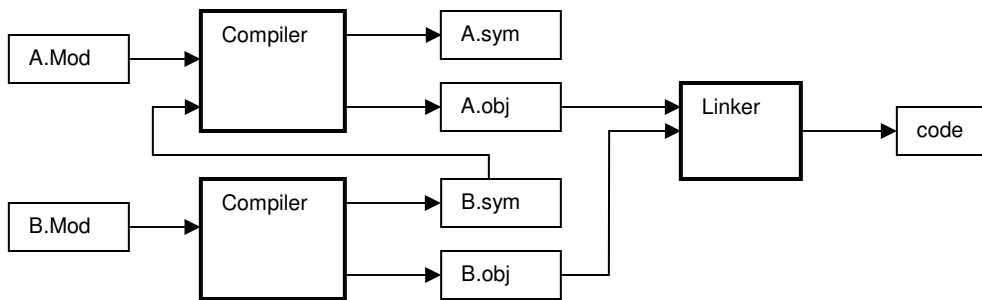 A.Mod
Compiler
A.sym
A.obj
Linker
code
B.Mod
Compiler
B.sym
B.obj